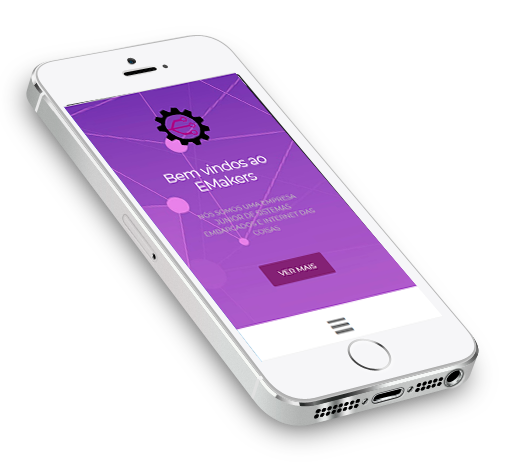 Bem vindos ao
EMakers
NÓS SOMOS UMA EMPRESA
JÚNIOR DE SISTEMAS
EMBARCADOS E INTERNET DAS
COISAS
VER MAIS